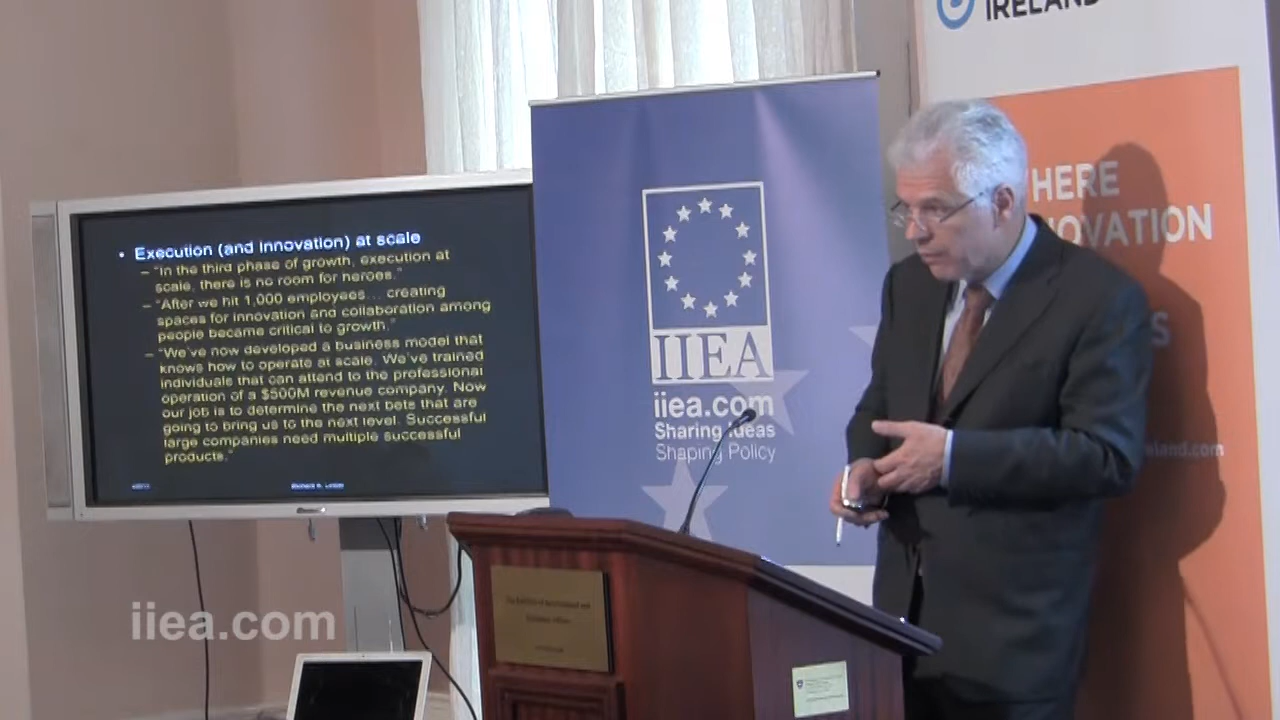 • Execution (and innovation) at scale
– "In the third phase of growth, execution at
scale, there is no room for heroes."
– "After we hit 1,000 employees… creating
spaces for innovation and collaboration among
people became critical to growth."
– "We've now developed a business model that
knows how to operate at scale. We've trained
individuals that can attend to the professional
operation of a $500M revenue company. Now
our job is to determine the next bets that are
going to bring us to the next level. Successful
large companies need multiple successful
products."
IIEA
iiea.com
Sharing Ideas
Shaping Policy
IRELAND
HERE
NOVATION
S
eland.com
iiea.com